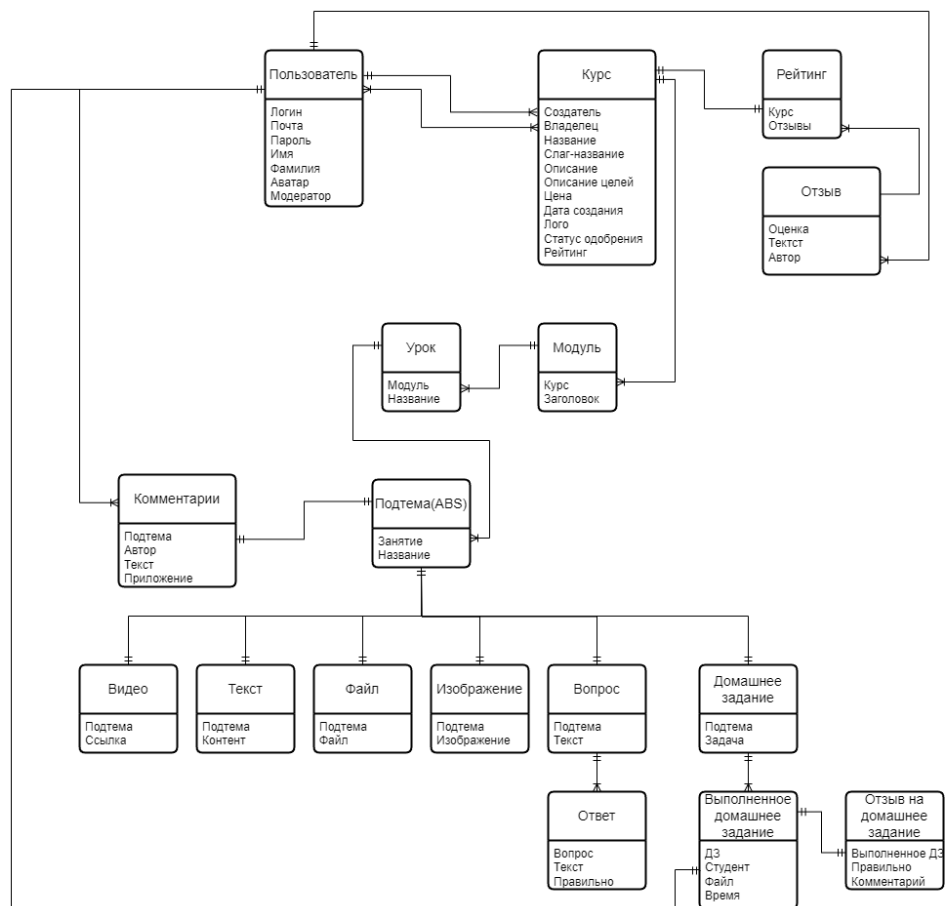 Пользователь
Логин
Почта
Пароль
Имя
Фамилия
Аватар
Модератор
Курс
Создатель
Владелец
Название
Слаг-название
Описание
Описание целей
Цена
Дата создания
Лого
Статус одобрения
Рейтинг
Рейтинг
Курс
Отзывы
Отзыв
Оценка
Тектст
Автор
Урок
Модуль
Название
Модуль
Курс
Заголовок
Комментарии
Подтема
Автор
Текст
Приложение
Подтема(ABS)
Занятие
Название
Видео
Подтема
Ссылка
Текст
Подтема
Контент
Файл
Подтема
Файл
Изображение
Подтема
Изображение
Вопрос
Подтема
Текст
Домашнее
задание
Подтема
Задача
Ответ
Вопрос
Текст
Правильно
Выполненное
домашнее
задание
ДЗ
Студент
Файл
Время
Отзыв на
домашнее
задание
Выполненное ДЗ
Правильно
Комментарий